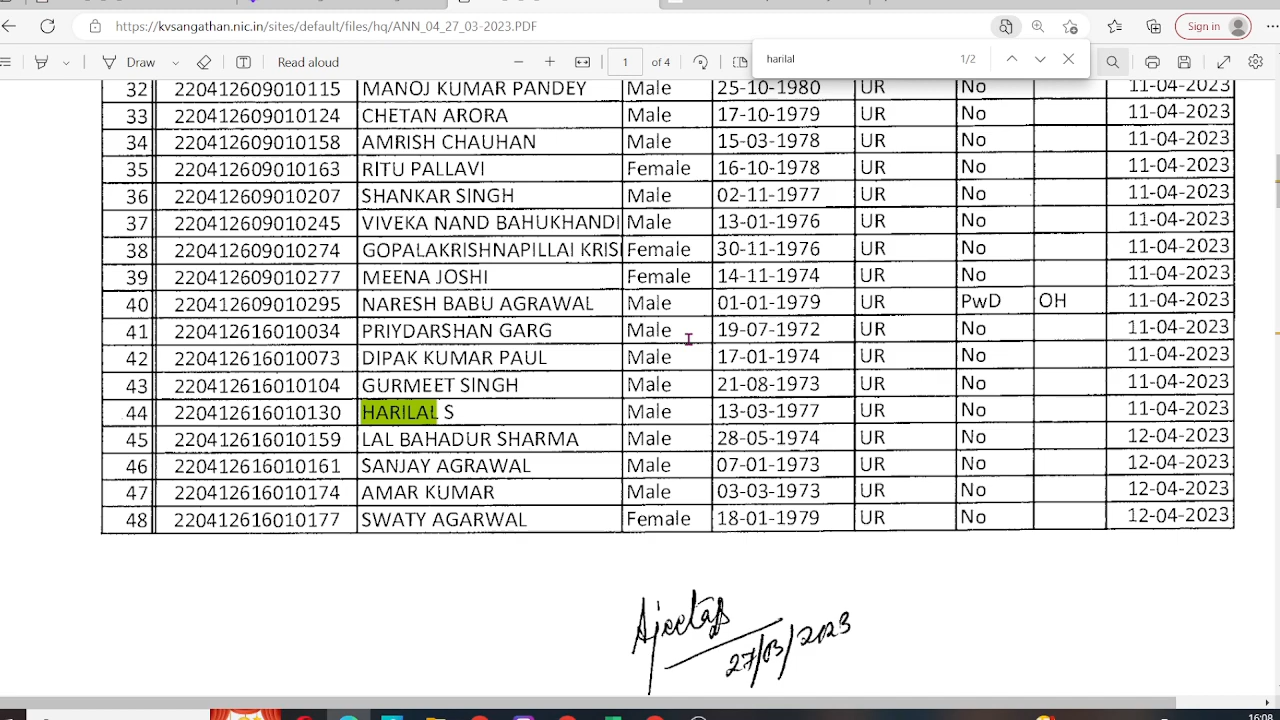 https://kvsangathan.nic.in/sites/default/files/hq/ANN_04_27_03-2023.PDF Sign in
Draw Read aloud 1 of 4 harilal 1/2
32 220412609010115 MANOJ KUMAR PANDEY Male 25-10-1980 UR No 11-04-2023
33 220412609010124 CHETAN ARORA Male 17-10-1979 UR No 11-04-2023
34 220412609010158 AMRISH CHAUHAN Male 15-03-1978 UR No 11-04-2023
35 220412609010163 RITU PALLAVI Female 16-10-1978 UR No 11-04-2023
36 220412609010207 SHANKAR SINGH Male 02-11-1977 UR No 11-04-2023
37 220412609010245 VIVEKA NAND BAHUKHANDI Male 13-01-1976 UR No 11-04-2023
38 220412609010274 GOPALAKRISHNAPILLAI KRIS Female 30-11-1976 UR No 11-04-2023
39 220412609010277 MEENA JOSHI Female 14-11-1974 UR No 11-04-2023
40 220412609010295 NARESH BABU AGRAWAL Male 01-01-1979 UR PwD OH 11-04-2023
41 220412616010034 PRIYDARSHAN GARG Male 19-07-1972 UR No 11-04-2023
42 220412616010073 DIPAK KUMAR PAUL Male 17-01-1974 UR No 11-04-2023
43 220412616010104 GURMEET SINGH Male 21-08-1973 UR No 11-04-2023
44 220412616010130 HARILAL S Male 13-03-1977 UR No 11-04-2023
45 220412616010159 LAL BAHADUR SHARMA Male 28-05-1974 UR No 12-04-2023
46 220412616010161 SANJAY AGRAWAL Male 07-01-1973 UR No 12-04-2023
47 220412616010174 AMAR KUMAR Male 03-03-1973 UR No 12-04-2023
48 220412616010177 SWATY AGARWAL Female 18-01-1979 UR No 12-04-2023
27/03/2023
16:08